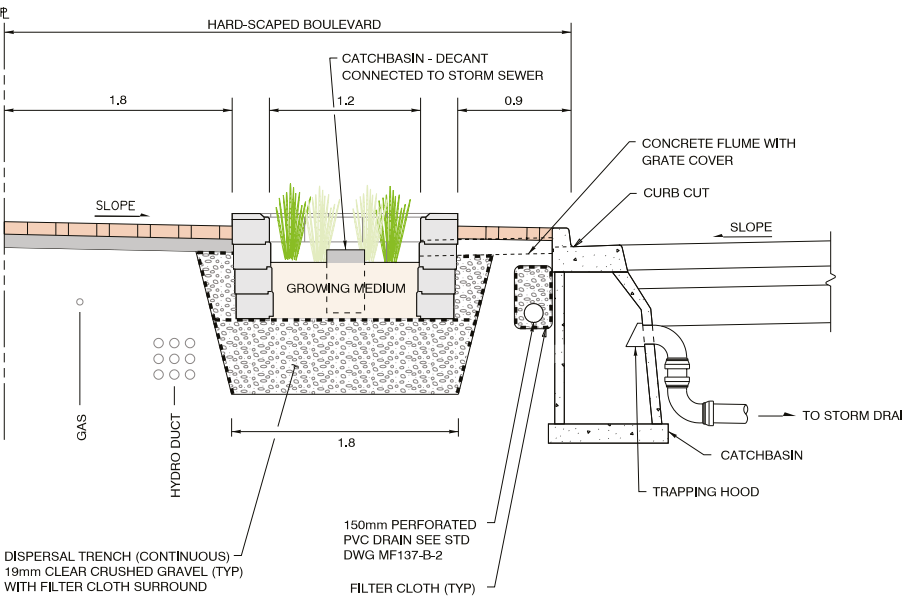 HARD-SCAPED BOULEVARD
CATCHBASIN - DECANT
CONNECTED TO STORM SEWER
1.8
1.2
0.9
CONCRETE FLUME WITH
GRATE COVER
CURB CUT
SLOPE
SLOPE
GROWING MEDIUM
GAS
HYDRO DUCT
1.8
TO STORM DRAI
CATCHBASIN
TRAPPING HOOD
150mm PERFORATED
PVC DRAIN SEE STD
DWG MF137-B-2
FILTER CLOTH (TYP)
DISPERSAL TRENCH (CONTINUOUS)
19mm CLEAR CRUSHED GRAVEL (TYP)
WITH FILTER CLOTH SURROUND